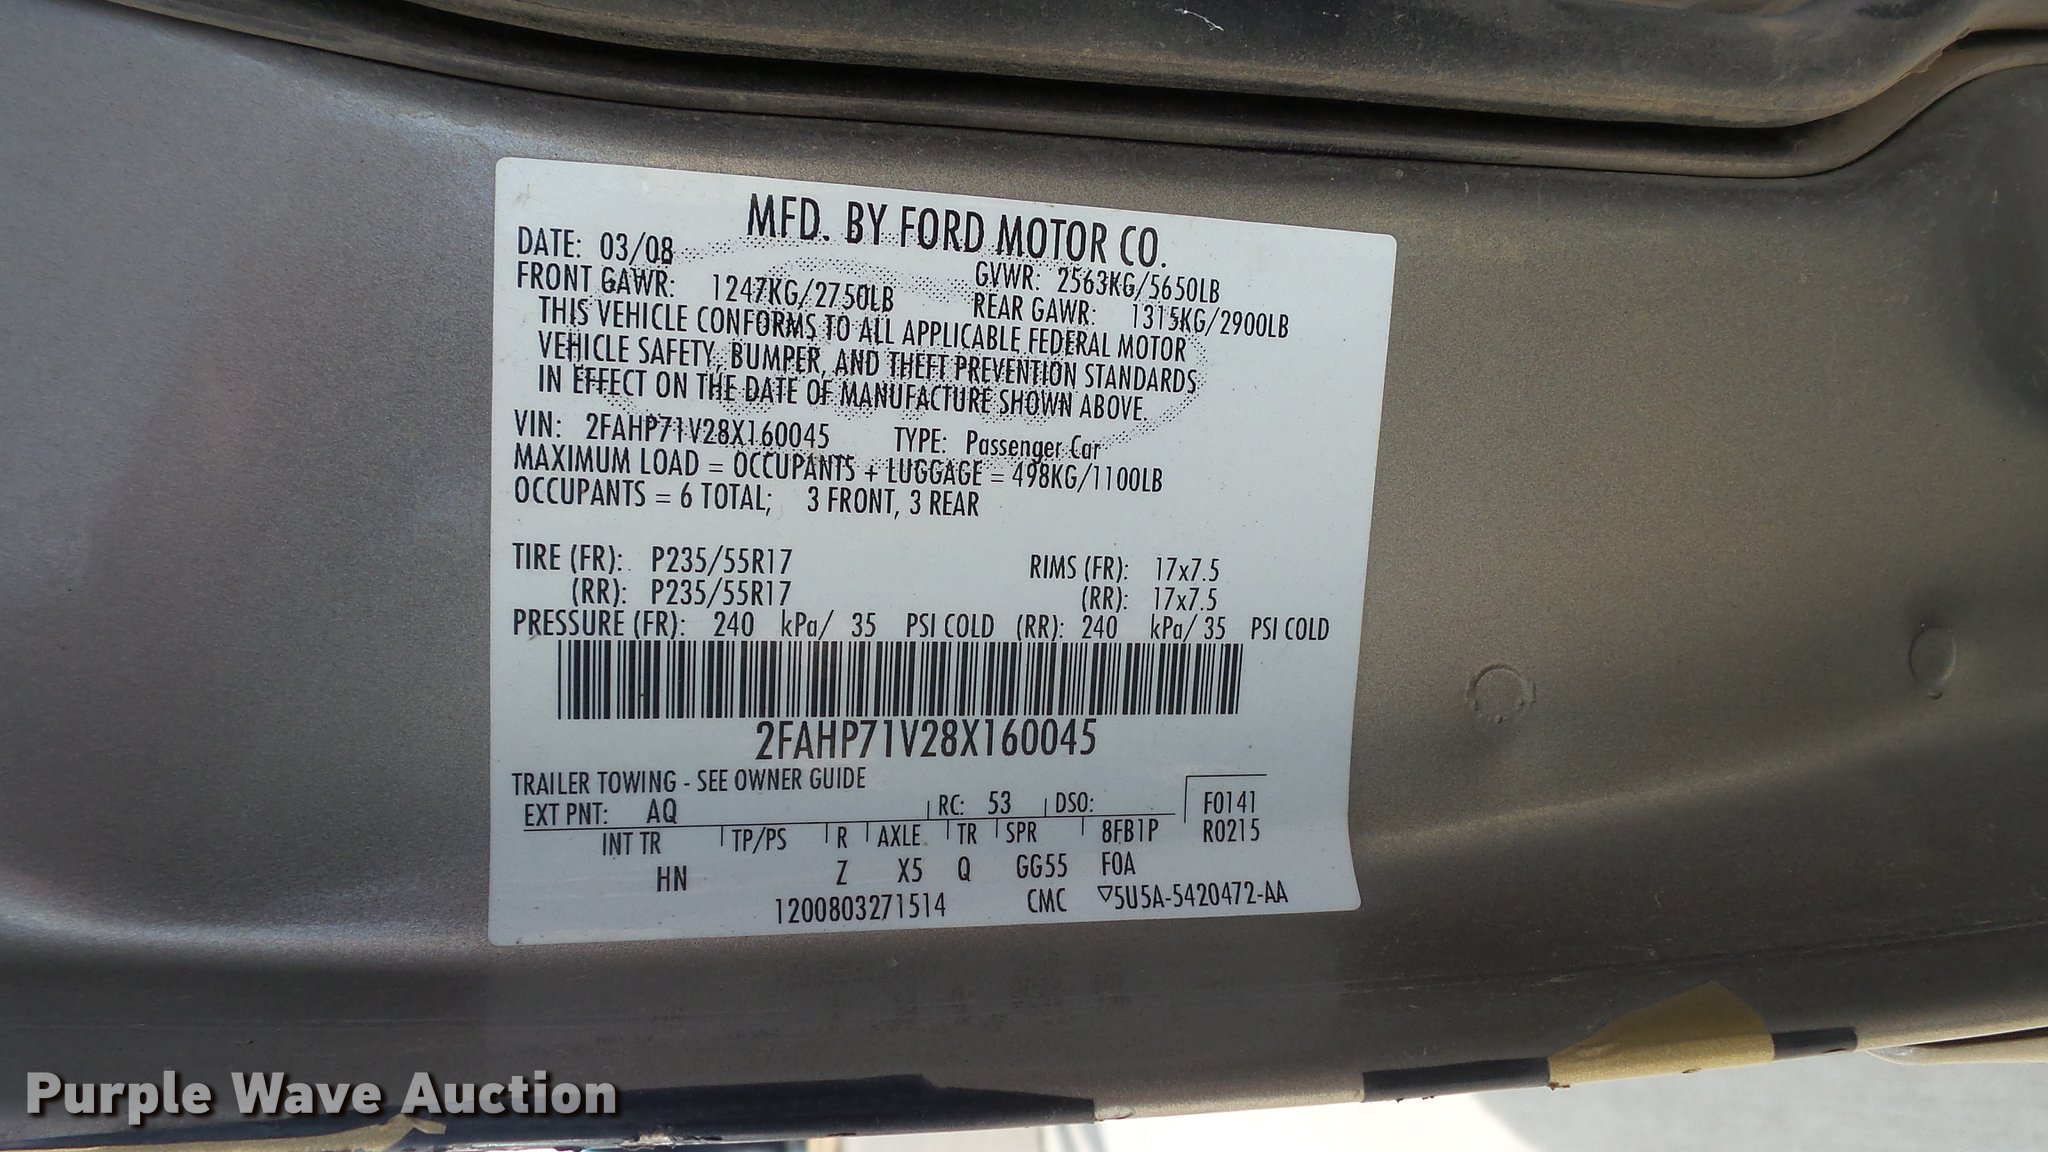 MFD. BY FORD MOTOR CO.
DATE: 03/08
GVWR: 2563KG/5650LB
FRONT GAWR: 1247KG/2750LB
REAR GAWR: 1315KG/2900LB
THIS VEHICLE CONFORMS TO ALL APPLICABLE FEDERAL MOTOR
VEHICLE SAFETY, BUMPER, AND THEFT PREVENTION STANDARDS
IN EFFECT ON THE DATE OF MANUFACTURE SHOWN ABOVE.
VIN: 2FAHP71V28X160045 TYPE: Passenger Car
MAXIMUM LOAD = OCCUPANTS + LUGGAGE = 498KG/1100LB
OCCUPANTS = 6 TOTAL; 3 FRONT, 3 REAR
TIRE (FR): P235/55R17 RIMS (FR): 17x7.5
(RR): P235/55R17 (RR): 17x7.5
PRESSURE (FR): 240 kPa/ 35 PSI COLD (RR): 240 kPa/ 35 PSI COLD
2FAHP71V28X160045
TRAILER TOWING - SEE OWNER GUIDE
EXT PNT: AQ RC: 53 DSO: F0141
INT TR TP/PS R AXLE TR SPR 8FB1P R0215
HN Z X5 Q GG55 F0A
1200803271514 CMC ▽5U5A-5420472-AA
Purple Wave Auction